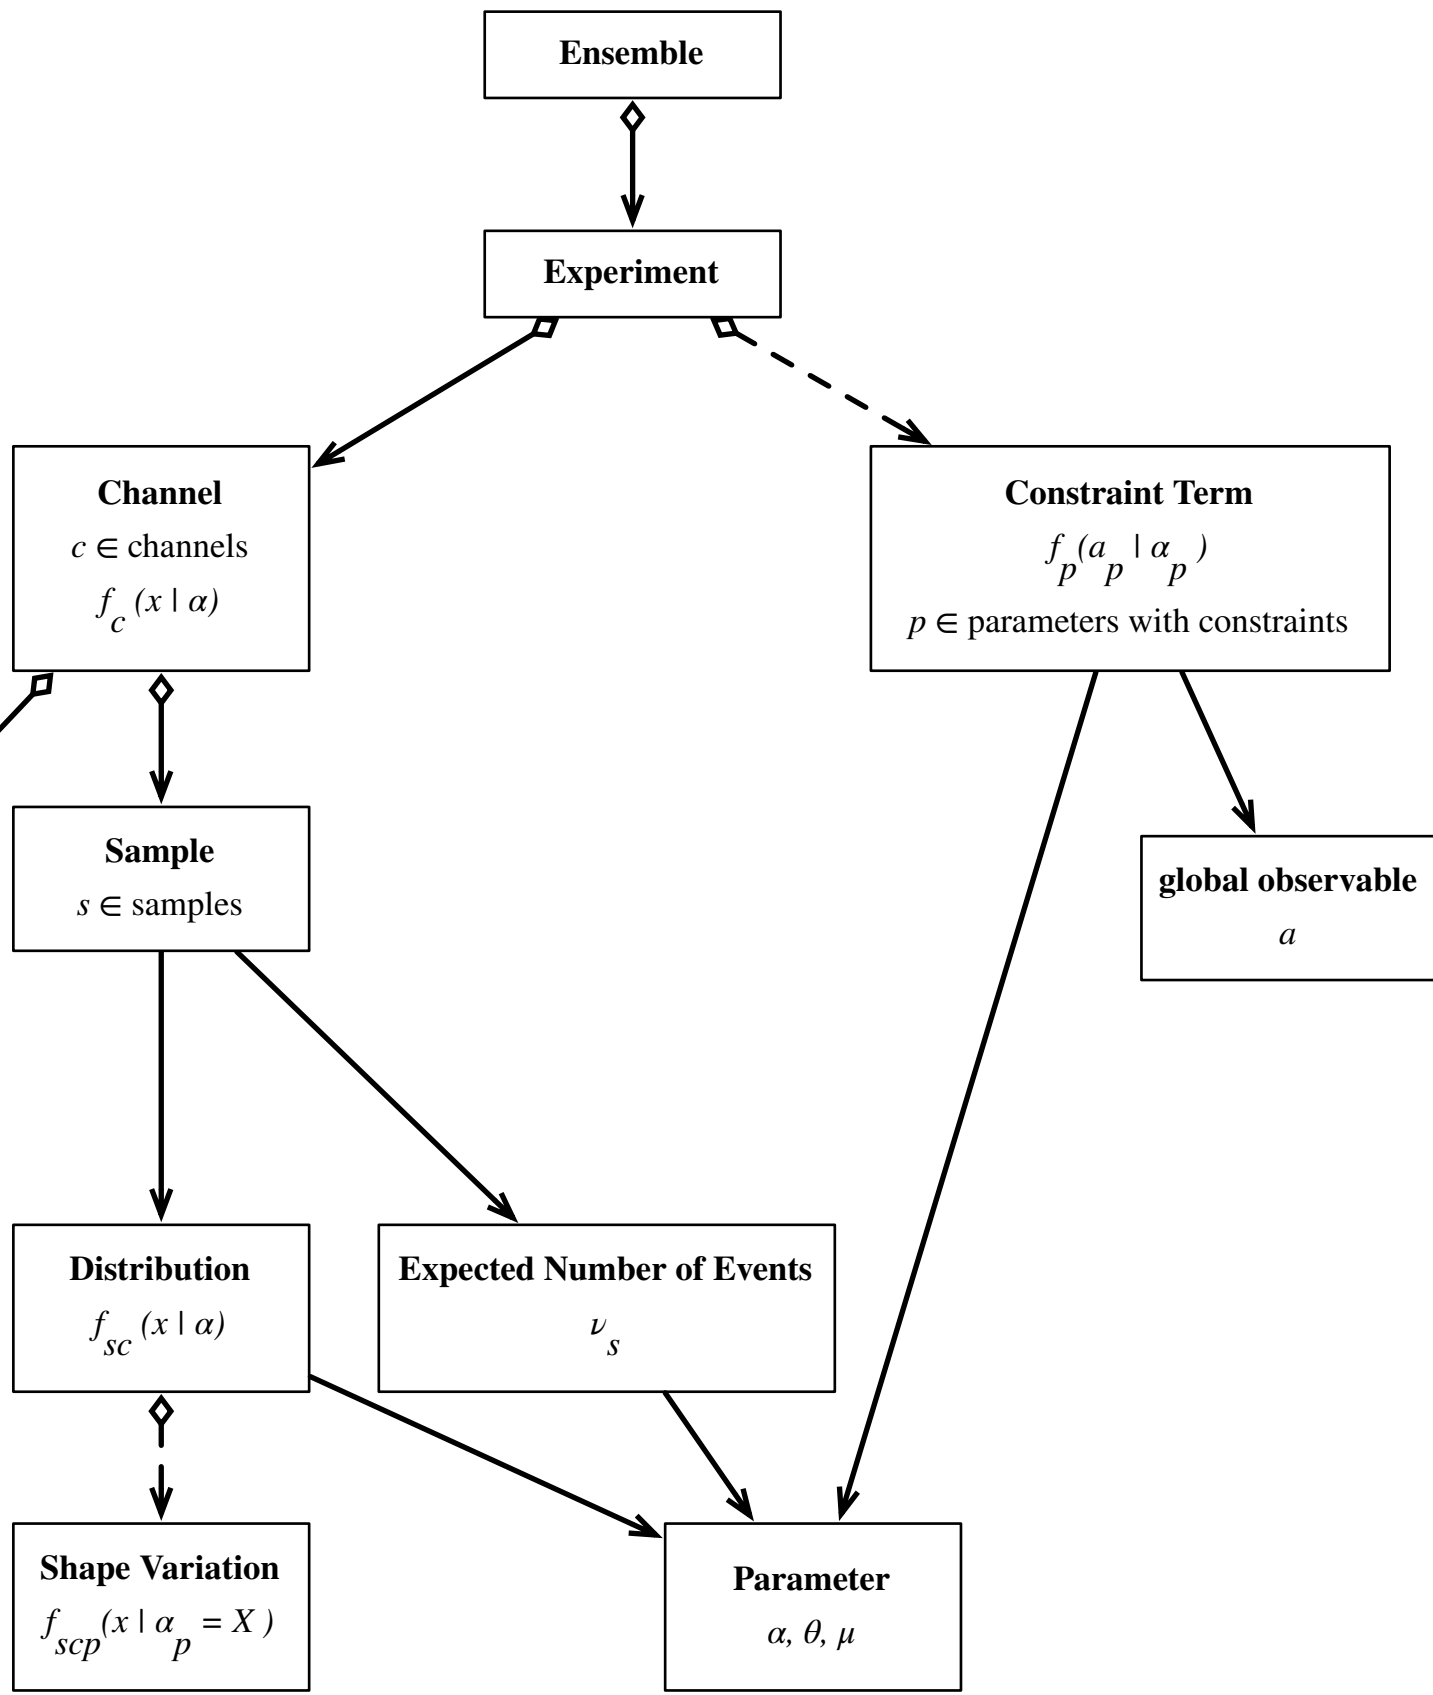 Ensemble
Experiment
Channel
c ∈ channels
f_c (x | α)
Constraint Term
f_p(a_p | α_p )
p ∈ parameters with constraints
Sample
s ∈ samples
global observable
a
Distribution
f_sc (x | α)
Expected Number of Events
ν_s
Shape Variation
f_scp(x | α_p = X )
Parameter
α, θ, μ